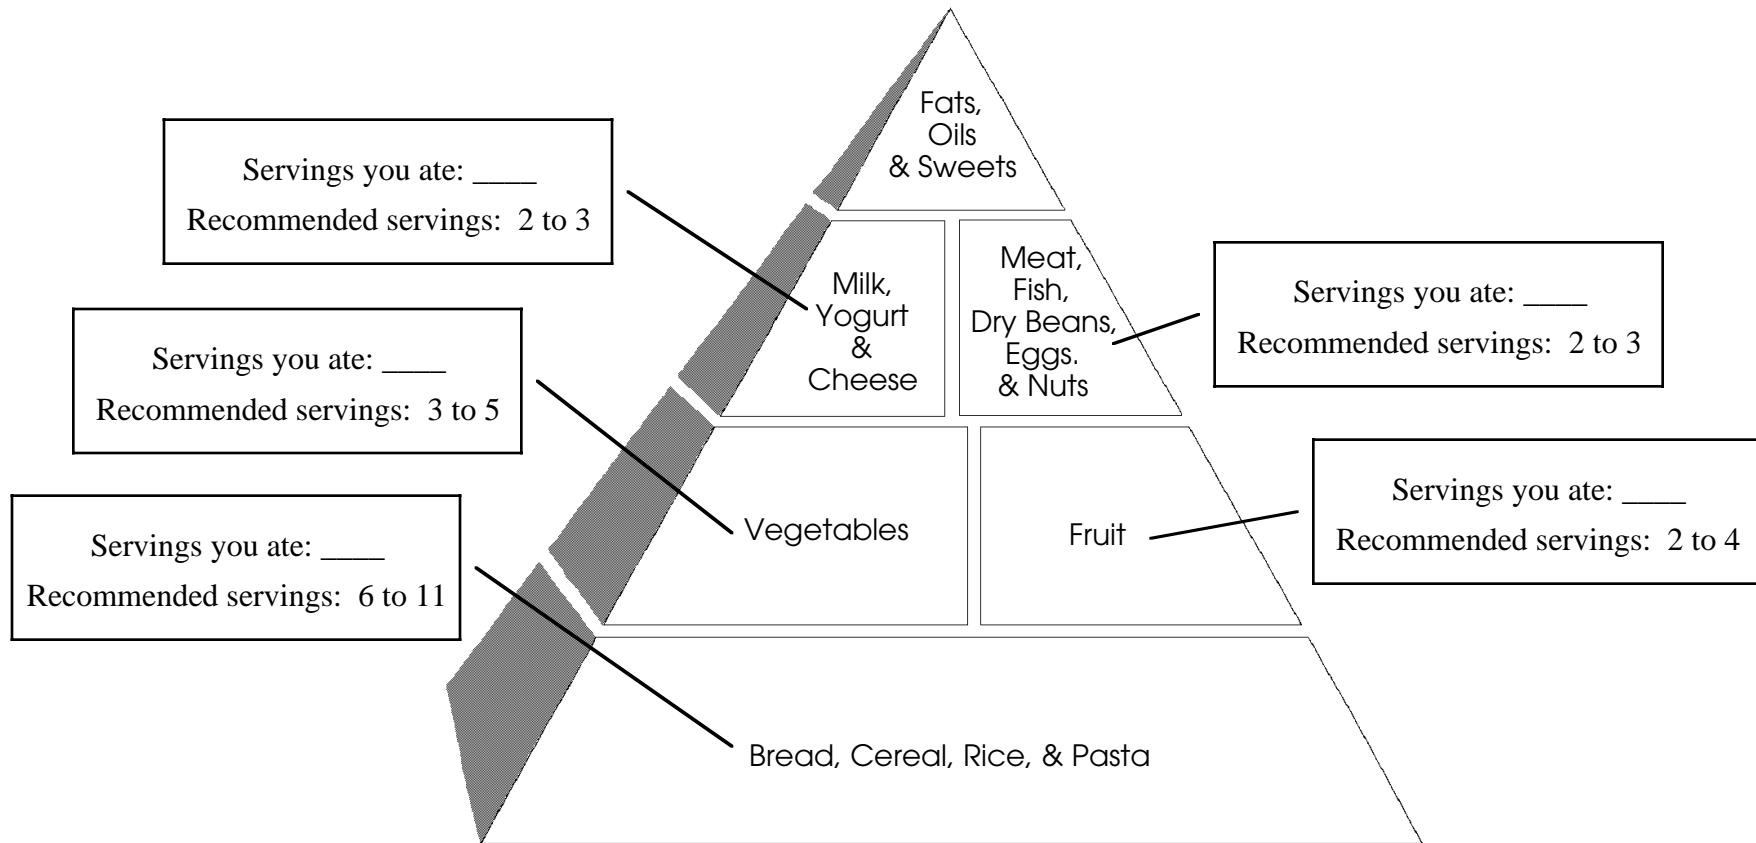 Fats,
Oils
& Sweets
Servings you ate: ____
Recommended servings:  2 to 3
Milk,
Yogurt
&
Cheese
Meat,
Fish,
Dry Beans,
Eggs.
& Nuts
Servings you ate: ____
Recommended servings:  2 to 3
Servings you ate: ____
Recommended servings:  3 to 5
Vegetables
Fruit
Servings you ate: ____
Recommended servings:  2 to 4
Servings you ate: ____
Recommended servings:  6 to 11
Bread, Cereal, Rice, & Pasta